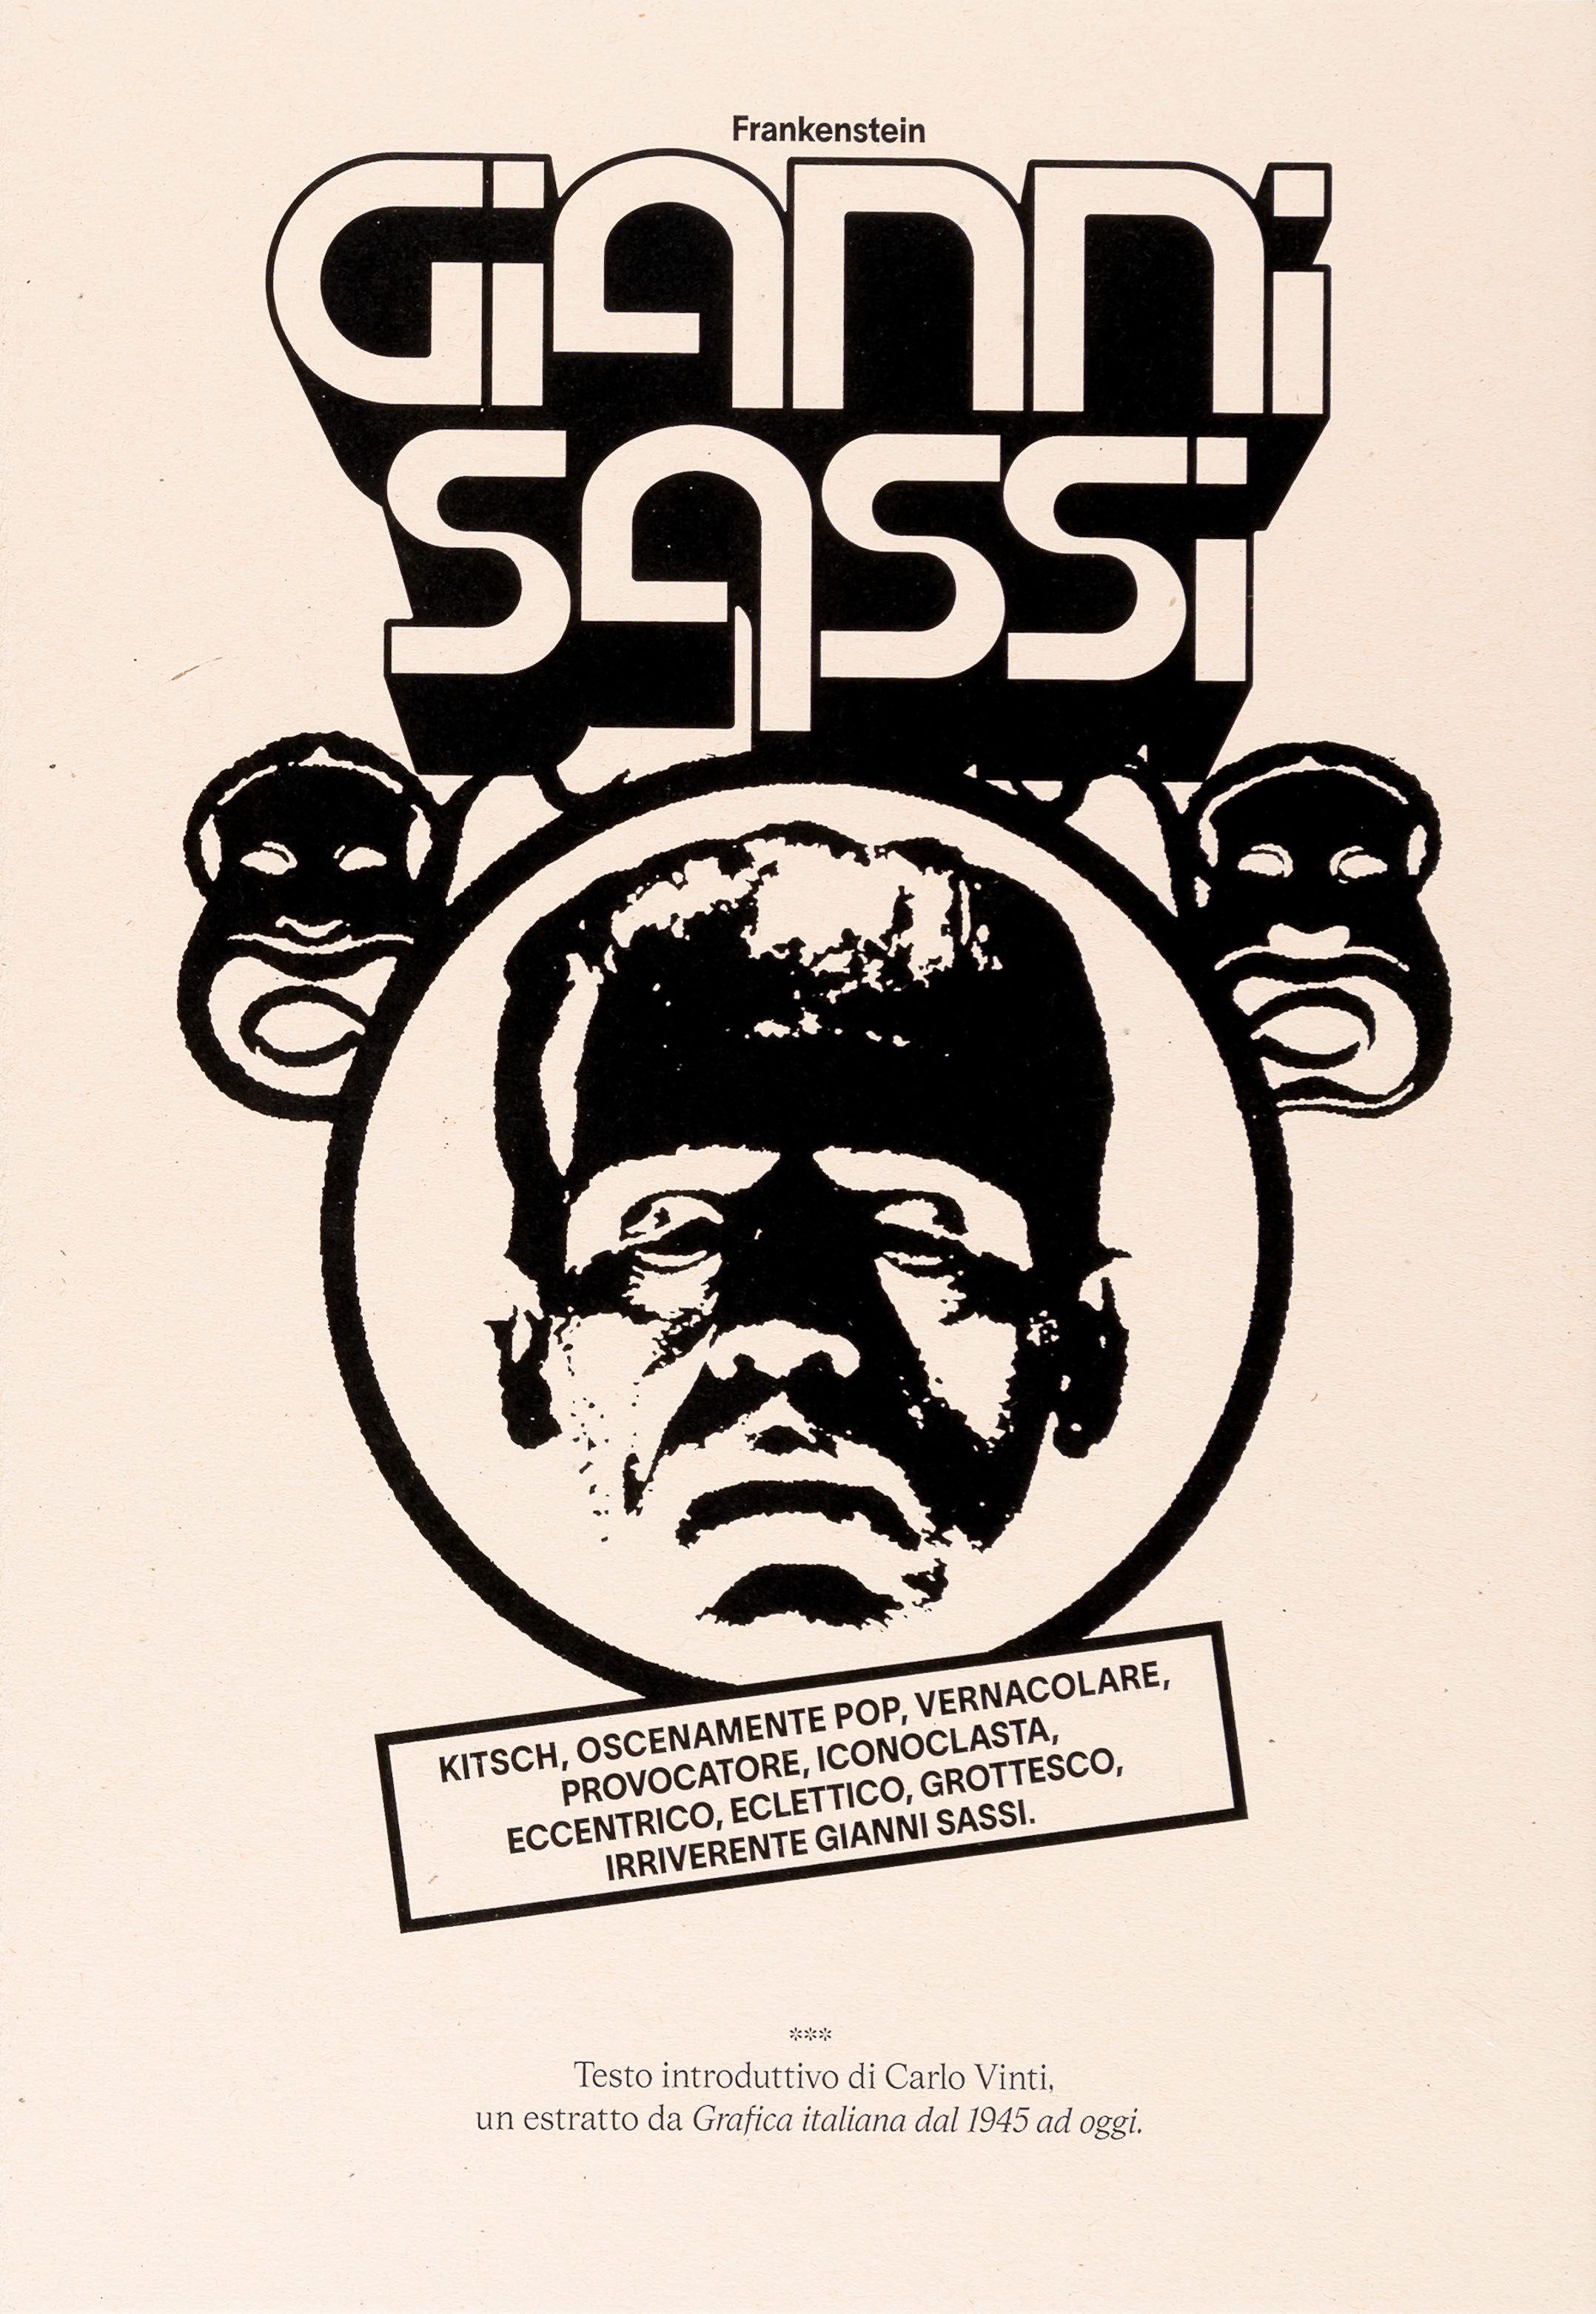 Frankenstein
Gianni
Sassi
KITSCH, OSCENAMENTE POP, VERNACOLARE,
PROVOCATORE, ICONOCLASTA,
ECCENTRICO, ECLETTICO, GROTTESCO,
IRRIVERENTE GIANNI SASSI.
***
Testo introduttivo di Carlo Vinti,
un estratto da Grafica italiana dal 1945 ad oggi.